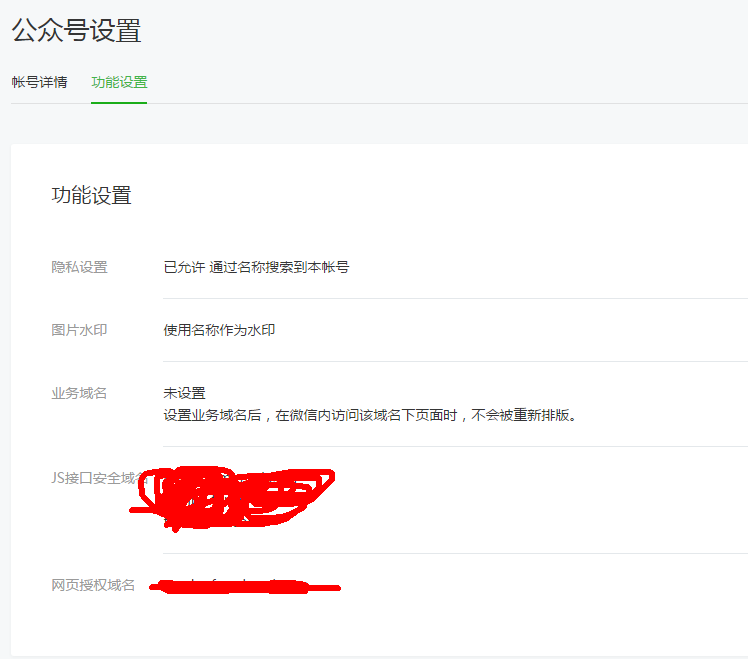 公众号设置
帐号详情 功能设置
功能设置
隐私设置 已允许 通过名称搜索到本帐号
图片水印 使用名称作为水印
业务域名 未设置
设置业务域名后，在微信内访问该域名下页面时，不会被重新排版。
JS接口安全域名
网页授权域名